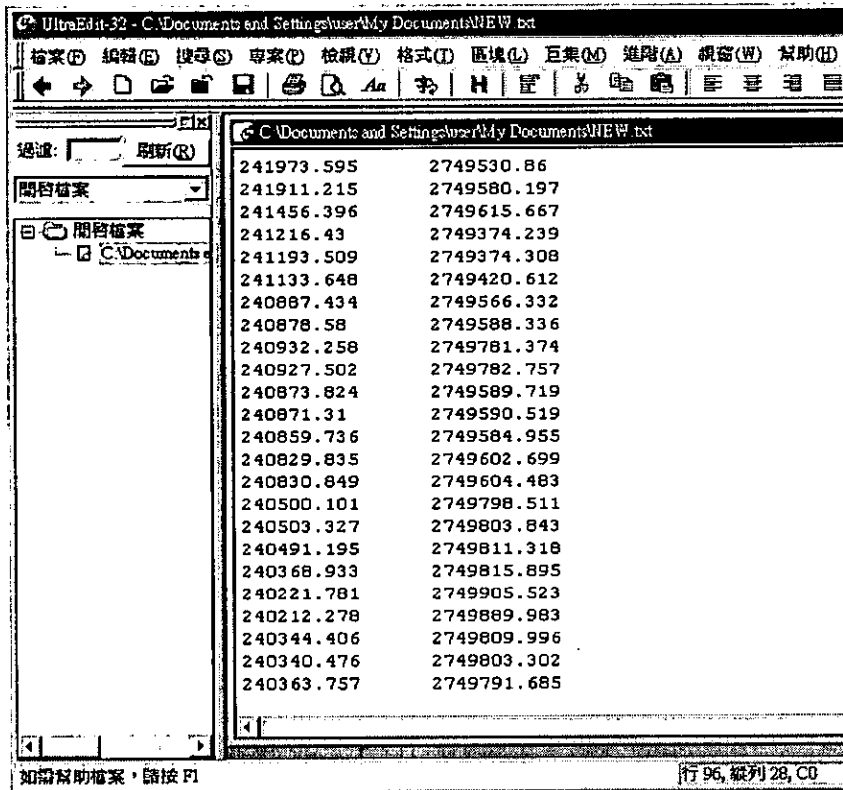 UltraEdit-32 - C:\Documents and Settings\user\My Documents\NEW.txt
檔案(F) 編輯(E) 搜尋(S) 專案(P) 檢視(V) 格式(T) 區塊(L) 巨集(M) 進階(A) 視窗(W) 幫助(H)
過濾: 刷新(R)
開啓檔案
開啓檔案
C:\Documents a
C:\Documents and Settings\user\My Documents\NEW.txt
241973.595 2749530.86
241911.215 2749580.197
241456.396 2749615.667
241216.43 2749374.239
241193.509 2749374.308
241133.648 2749420.612
240887.434 2749566.332
240878.58 2749588.336
240932.258 2749781.374
240927.502 2749782.757
240873.824 2749589.719
240871.31 2749590.519
240859.736 2749584.955
240829.835 2749602.699
240830.849 2749604.483
240500.101 2749798.511
240503.327 2749803.843
240491.195 2749811.318
240368.933 2749815.895
240221.781 2749905.523
240212.278 2749889.983
240344.406 2749809.996
240340.476 2749803.302
240363.757 2749791.685
如需幫助檔案，請按 F1
行 96, 縱列 28, C0